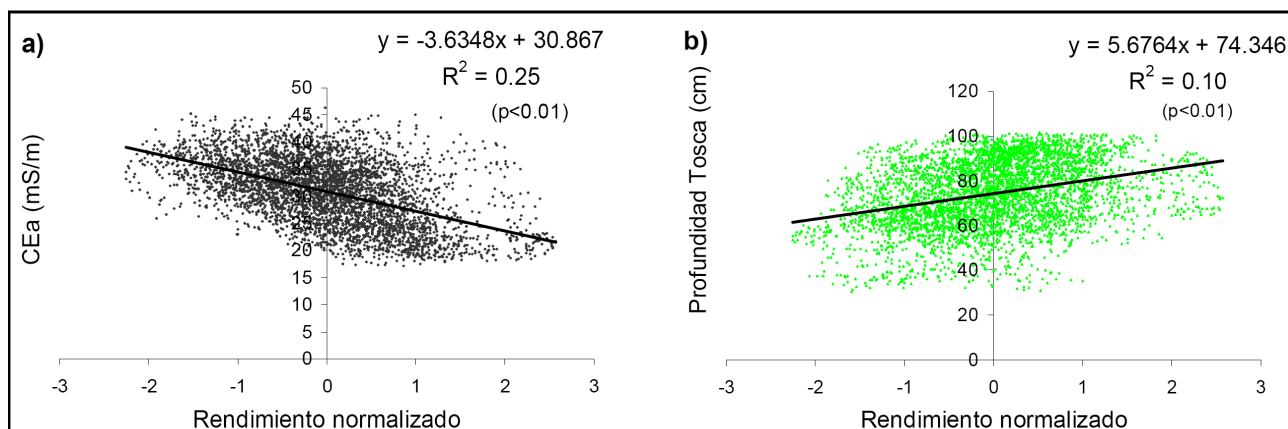 a)
y = -3.6348x + 30.867
R² = 0.25
(p<0.01)
CEa (mS/m)
50
45
40
35
30
25
20
15
10
5
0
-3 -2 -1 0 1 2 3
Rendimiento normalizado
b)
y = 5.6764x + 74.346
R² = 0.10
(p<0.01)
Profundidad Tosca (cm)
120
100
80
60
40
20
0
-3 -2 -1 0 1 2 3
Rendimiento normalizado